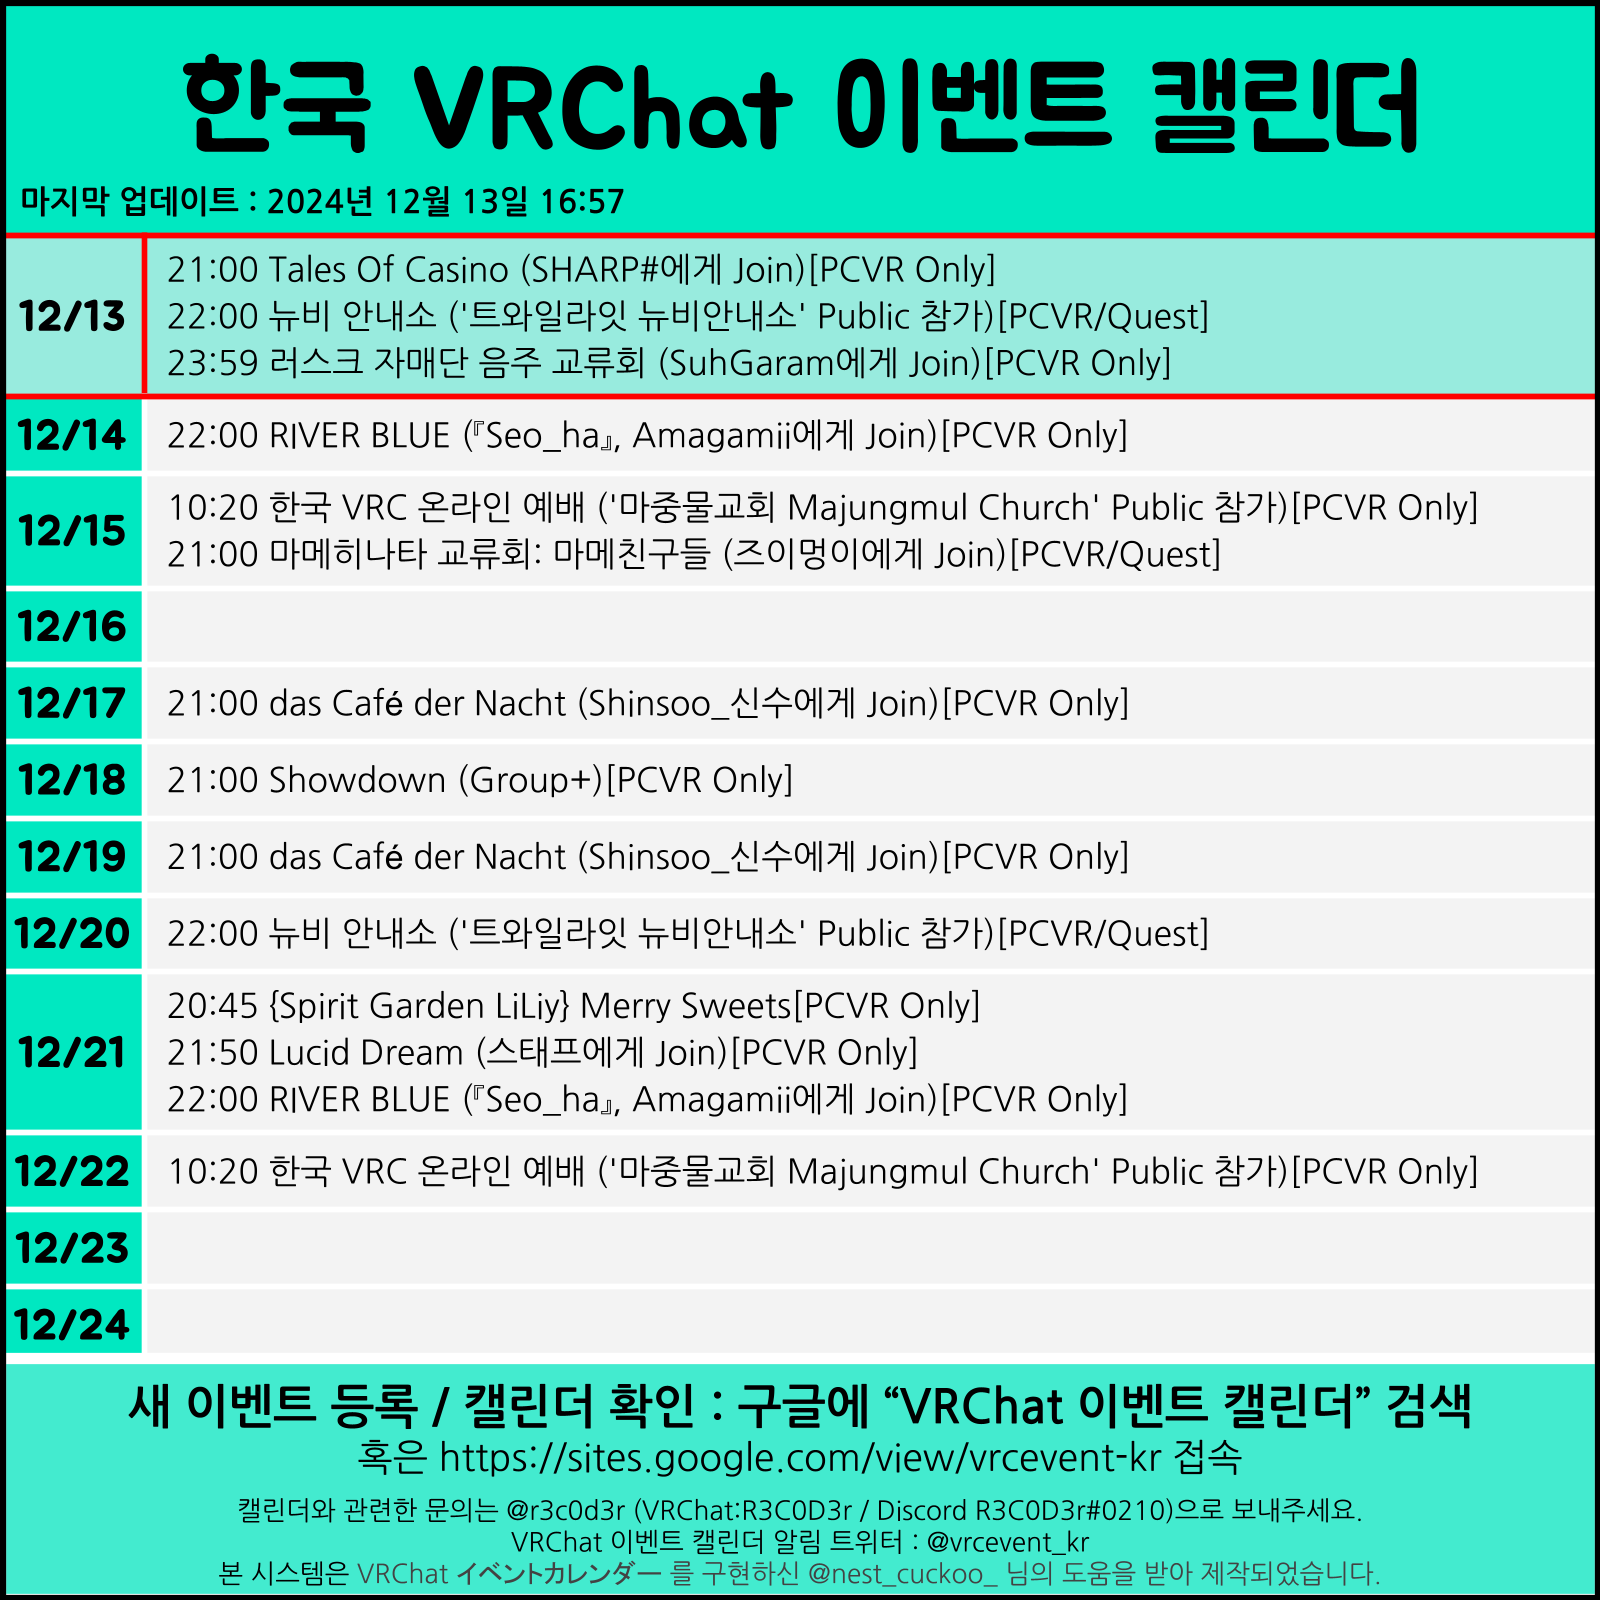 한국 VRChat 이벤트 캘린더
마지막 업데이트 : 2024년 12월 13일 16:57
12/13
21:00 Tales Of Casino (SHARP#에게 Join)[PCVR Only]
22:00 뉴비 안내소 ('트와일라잇 뉴비안내소' Public 참가)[PCVR/Quest]
23:59 러스크 자매단 음주 교류회 (SuhGaram에게 Join)[PCVR Only]
12/14
22:00 RIVER BLUE (『Seo_ha』, Amagamii에게 Join)[PCVR Only]
12/15
10:20 한국 VRC 온라인 예배 ('마중물교회 Majungmul Church' Public 참가)[PCVR Only]
21:00 마메히나타 교류회: 마메친구들 (즈이멍이에게 Join)[PCVR/Quest]
12/16
12/17
21:00 das Café der Nacht (Shinsoo_신수에게 Join)[PCVR Only]
12/18
21:00 Showdown (Group+)[PCVR Only]
12/19
21:00 das Café der Nacht (Shinsoo_신수에게 Join)[PCVR Only]
12/20
22:00 뉴비 안내소 ('트와일라잇 뉴비안내소' Public 참가)[PCVR/Quest]
12/21
20:45 {Spirit Garden LiLiy} Merry Sweets[PCVR Only]
21:50 Lucid Dream (스태프에게 Join)[PCVR Only]
22:00 RIVER BLUE (『Seo_ha』, Amagamii에게 Join)[PCVR Only]
12/22
10:20 한국 VRC 온라인 예배 ('마중물교회 Majungmul Church' Public 참가)[PCVR Only]
12/23
12/24
새 이벤트 등록 / 캘린더 확인 : 구글에 “VRChat 이벤트 캘린더” 검색
혹은 https://sites.google.com/view/vrcevent-kr 접속
캘린더와 관련한 문의는 @r3c0d3r (VRChat:R3C0D3r / Discord R3C0D3r#0210)으로 보내주세요.
VRChat 이벤트 캘린더 알림 트위터 : @vrcevent_kr
본 시스템은 VRChat イベントカレンダー 를 구현하신 @nest_cuckoo_ 님의 도움을 받아 제작되었습니다.